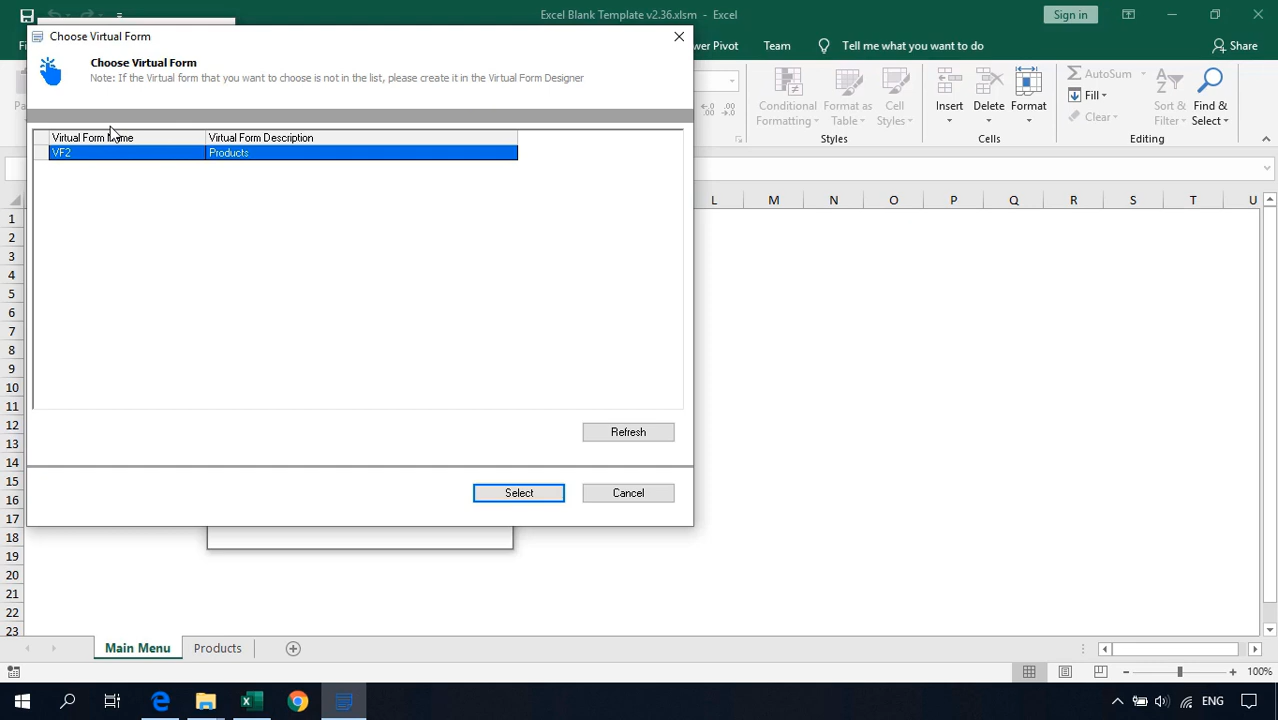 Excel Blank Template v2.36.xlsm - Excel
Sign in
Choose Virtual Form
Choose Virtual Form
Note: If the Virtual form that you want to choose is not in the list, please create it in the Virtual Form Designer
Team
Tell me what you want to do
Share
Conditional Formatting
Format as Table
Cell Styles
Insert
Delete
Format
AutoSum
Fill
Clear
Sort & Filter
Find & Select
Styles
Cells
Editing
Virtual Form
Virtual Form Description
VF2
Products
L M N O P Q R S T U
1
2
3
4
5
6
7
8
9
10
11
12
13
14
15
16
17
18
19
20
21
22
23
Refresh
Select
Cancel
Main Menu
Products
100%
ENG